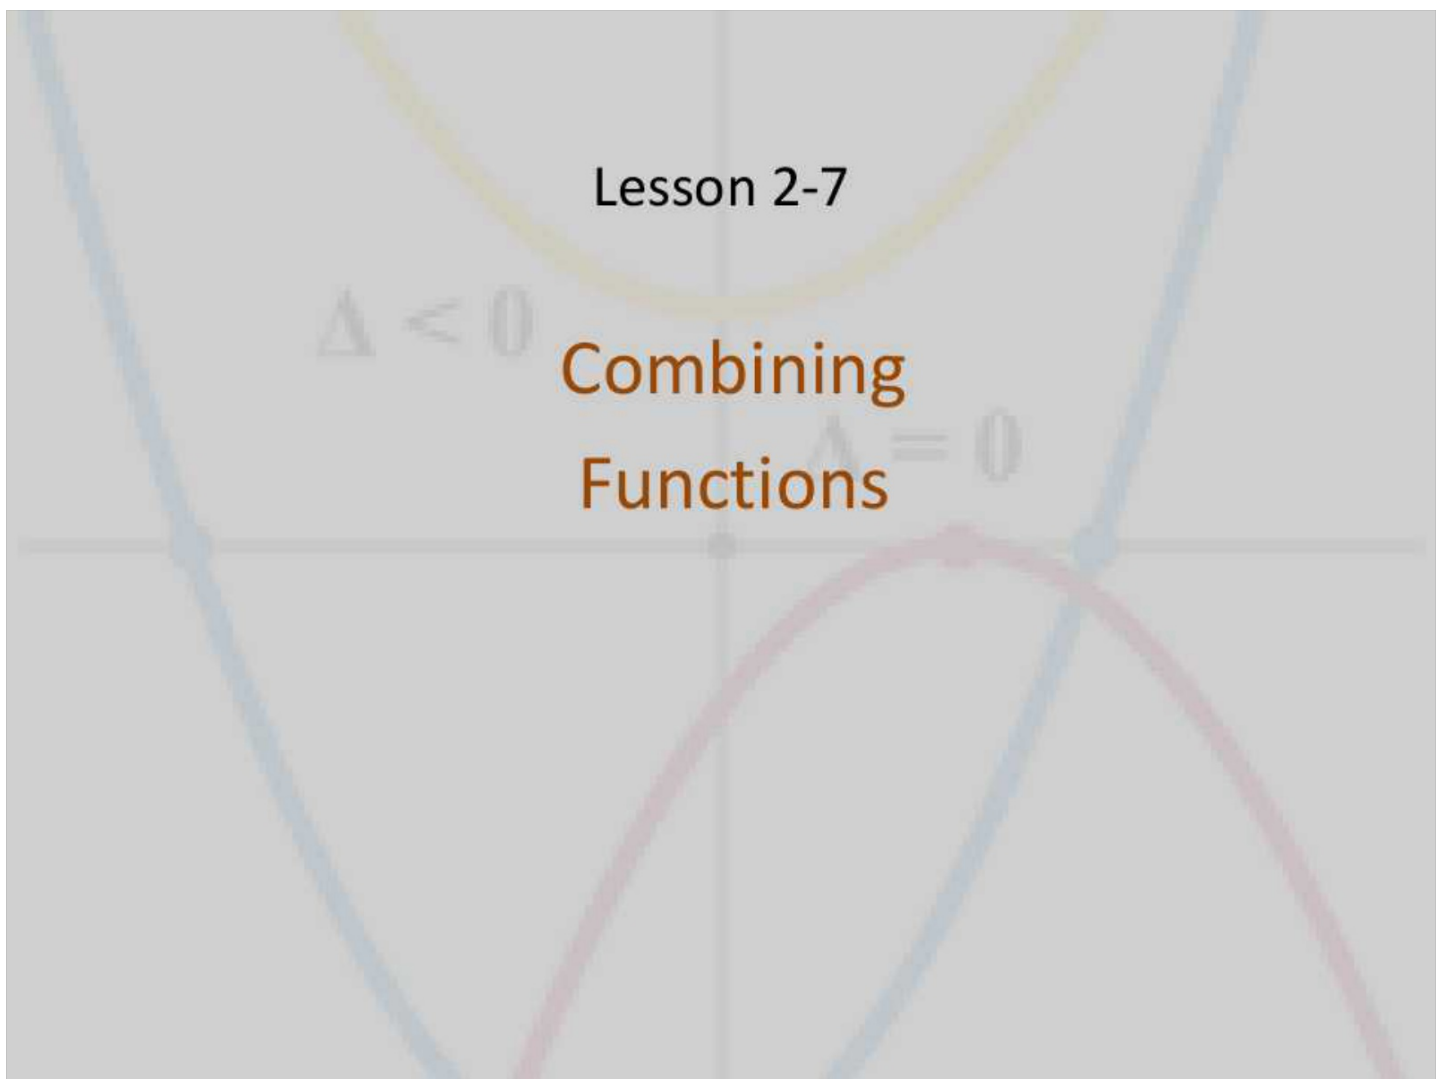 Lesson 2-7
Δ < 0
Combining
Δ = 0
Functions